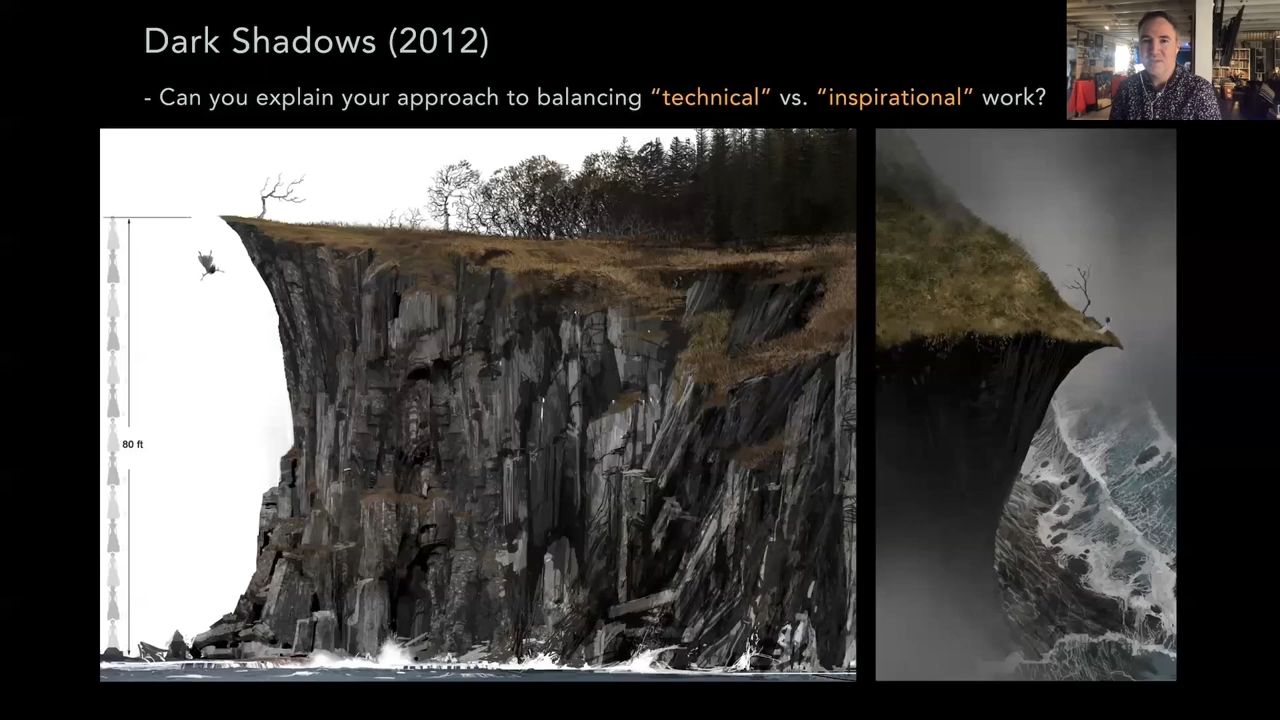 Dark Shadows (2012)
- Can you explain your approach to balancing “technical” vs. “inspirational” work?
80 ft